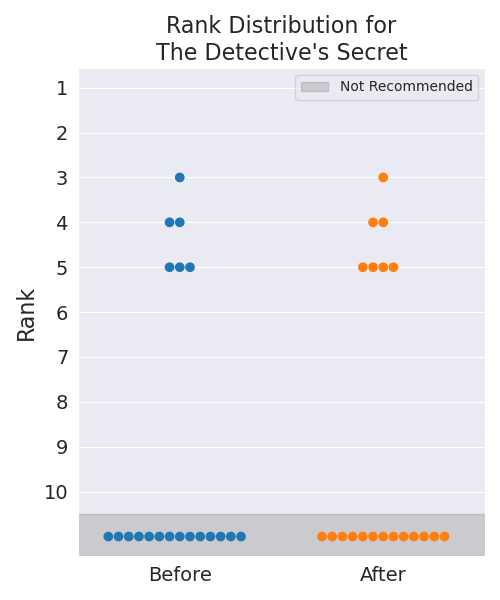 Rank Distribution for
The Detective's Secret
Not Recommended
1
2
3
4
5
6
7
8
9
10
Rank
Before
After